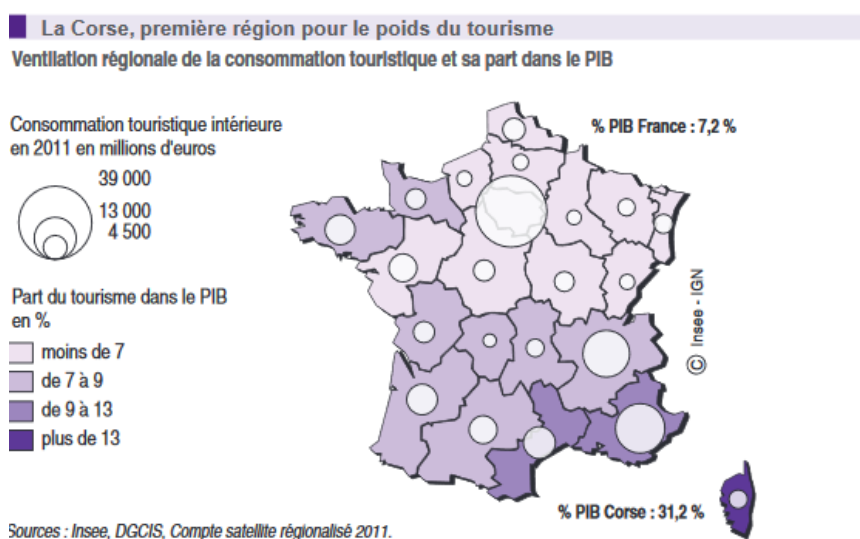 La Corse, première région pour le poids du tourisme
Ventilation régionale de la consommation touristique et sa part dans le PIB
Consommation touristique intérieure
en 2011 en millions d'euros
39 000
13 000
4 500
Part du tourisme dans le PIB
en %
moins de 7
de 7 à 9
de 9 à 13
plus de 13
% PIB France : 7,2 %
© Insee - IGN
% PIB Corse : 31,2 %
Sources : Insee, DGCIS, Compte satellite régionalisé 2011.